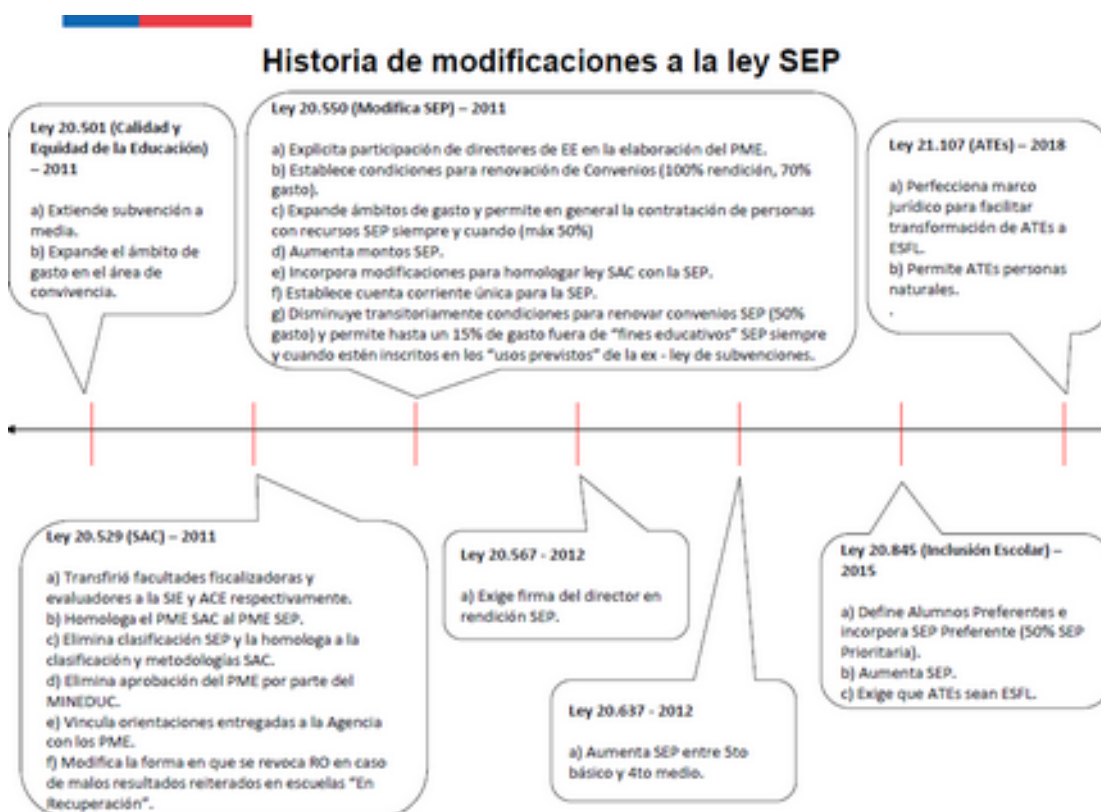 Historia de modificaciones a la ley SEP
Ley 20.501 (Calidad y
Equidad de la Educación)
– 2011
a) Extiende subvención a
media.
b) Expande el ámbito de
gasto en el área de
convivencia.
Ley 20.550 (Modifica SEP) – 2011
a) Explicita participación de directores de EE en la elaboración del PME.
b) Establece condiciones para renovación de Convenios (100% rendición, 70%
gasto).
c) Expande ámbitos de gasto y permite en general la contratación de personas
con recursos SEP siempre y cuando (máx 50%)
d) Aumenta montos SEP.
e) Incorpora modificaciones para homologar ley SAC con la SEP.
f) Establece cuenta corriente única para la SEP.
g) Disminuye transitoriamente condiciones para renovar convenios SEP (50%
gasto) y permite hasta un 15% de gasto fuera de "fines educativos" SEP siempre
y cuando estén inscritos en los "usos previstos" de la ex - ley de subvenciones.
Ley 21.107 (ATEs) – 2018
a) Perfecciona marco
jurídico para facilitar
transformación de ATEs a
ESFL.
b) Permite ATEs personas
naturales.
.
Ley 20.529 (SAC) – 2011
a) Transfirió facultades fiscalizadoras y
evaluadores a la SIE y ACE respectivamente.
b) Homologa el PME SAC al PME SEP.
c) Elimina clasificación SEP y la homologa a la
clasificación y metodologías SAC.
d) Elimina aprobación del PME por parte del
MINEDUC.
e) Vincula orientaciones entregadas a la Agencia
con los PME.
f) Modifica la forma en que se revoca RO en caso
de malos resultados reiterados en escuelas "En
Recuperación".
Ley 20.567 - 2012
a) Exige firma del director en
rendición SEP.
Ley 20.637 - 2012
a) Aumenta SEP entre 5to
básico y 4to medio.
Ley 20.845 (Inclusión Escolar) –
2015
a) Define Alumnos Preferentes e
incorpora SEP Preferente (50% SEP
Prioritaria).
b) Aumenta SEP.
c) Exige que ATEs sean ESFL.